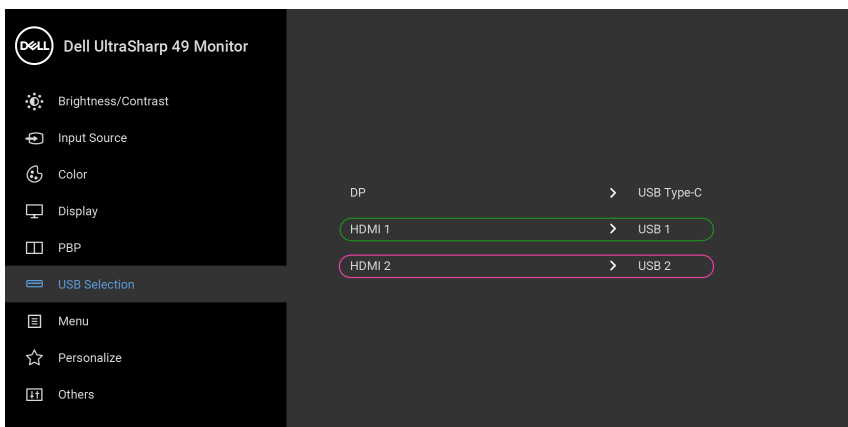 DELL Dell UltraSharp 49 Monitor
Brightness/Contrast
Input Source
Color
Display
PBP
USB Selection
Menu
Personalize
Others
DP USB Type-C
HDMI 1 USB 1
HDMI 2 USB 2